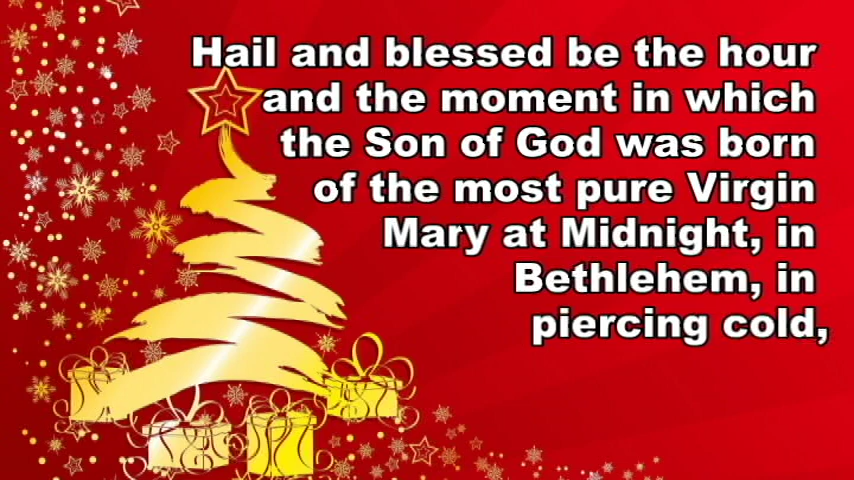 Hail and blessed be the hour
and the moment in which
the Son of God was born
of the most pure Virgin
Mary at Midnight, in
Bethlehem, in
piercing cold,